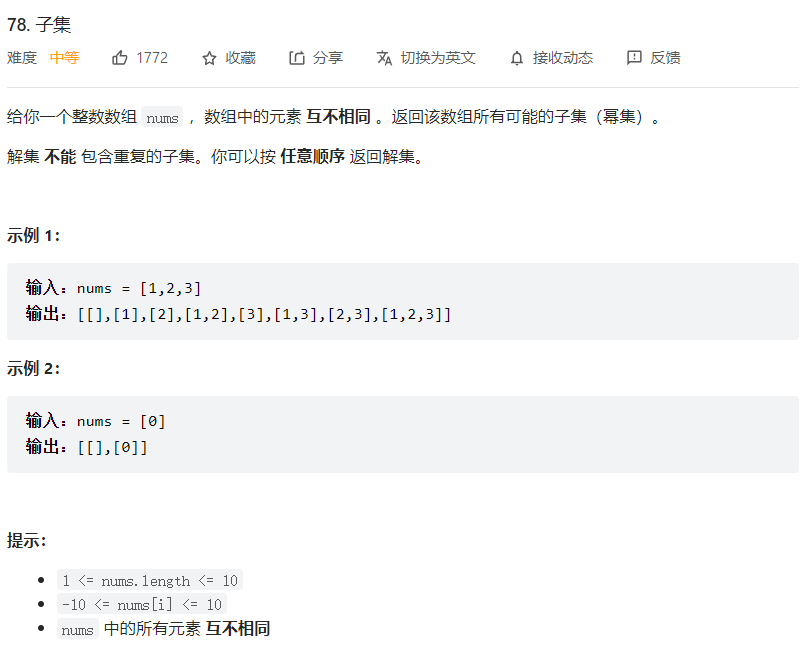 78. 子集
难度 中等 1772 收藏 分享 切换为英文 接收动态 反馈
给你一个整数数组 nums ，数组中的元素 互不相同 。返回该数组所有可能的子集（幂集）。
解集 不能 包含重复的子集。你可以按 任意顺序 返回解集。
示例 1：
输入：nums = [1,2,3]
输出：[[],[1],[2],[1,2],[3],[1,3],[2,3],[1,2,3]]
示例 2：
输入：nums = [0]
输出：[[],[0]]
提示：
1 <= nums.length <= 10
-10 <= nums[i] <= 10
nums 中的所有元素 互不相同